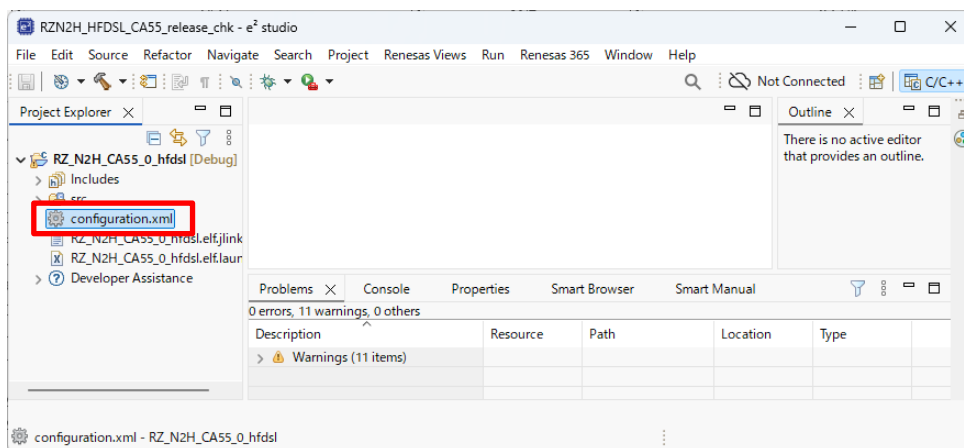 RZN2H_HFDSL_CA55_release_chk - e² studio
File Edit Source Refactor Navigate Search Project Renesas Views Run Renesas 365 Window Help
Not Connected C/C++
Project Explorer
Outline
There is no active editor
that provides an outline.
RZ_N2H_CA55_0_hfdsl [Debug]
Includes
src
configuration.xml
RZ_N2H_CA55_0_hfdsl.elf.jlink
RZ_N2H_CA55_0_hfdsl.elf.laun
Developer Assistance
Problems Console Properties Smart Browser Smart Manual
0 errors, 11 warnings, 0 others
Description Resource Path Location Type
Warnings (11 items)
configuration.xml - RZ_N2H_CA55_0_hfdsl